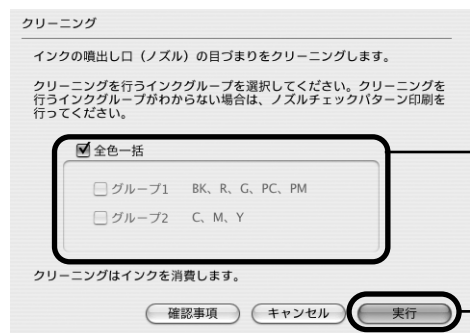 クリーニング
インクの噴出し口（ノズル）の目づまりをクリーニングします。
クリーニングを行うインクグループを選択してください。クリーニングを
行うインクグループがわからない場合は、ノズルチェックパターン印刷を
行ってください。
全色一括
グループ1 BK、R、G、PC、PM
グループ2 C、M、Y
クリーニングはインクを消費します。
確認事項 キャンセル 実行